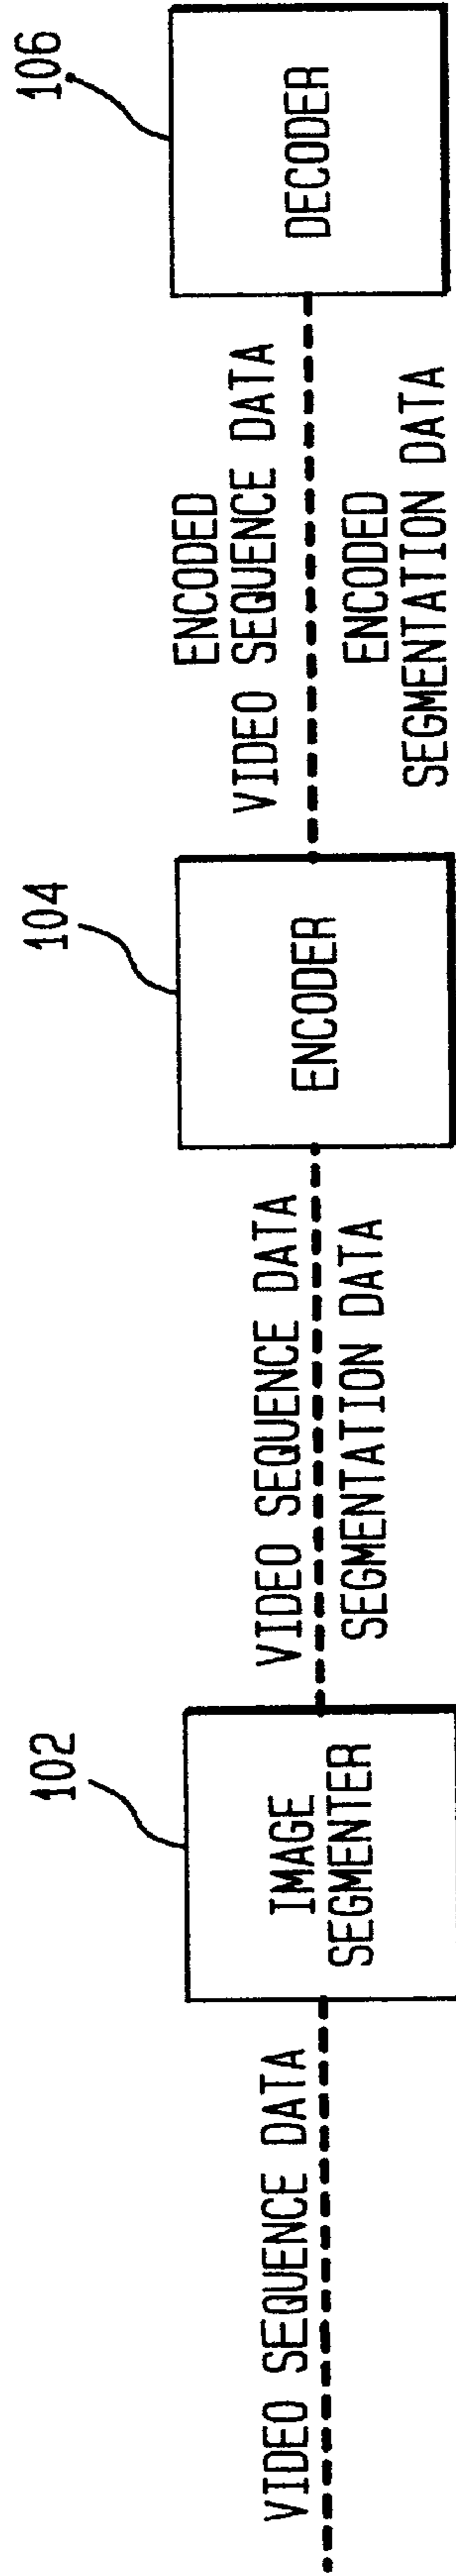 VIDEO SEQUENCE DATA
102
IMAGE
SEGMENTER
VIDEO SEQUENCE DATA
SEGMENTATION DATA
104
ENCODER
ENCODED
VIDEO SEQUENCE DATA
ENCODED
SEGMENTATION DATA
106
DECODER